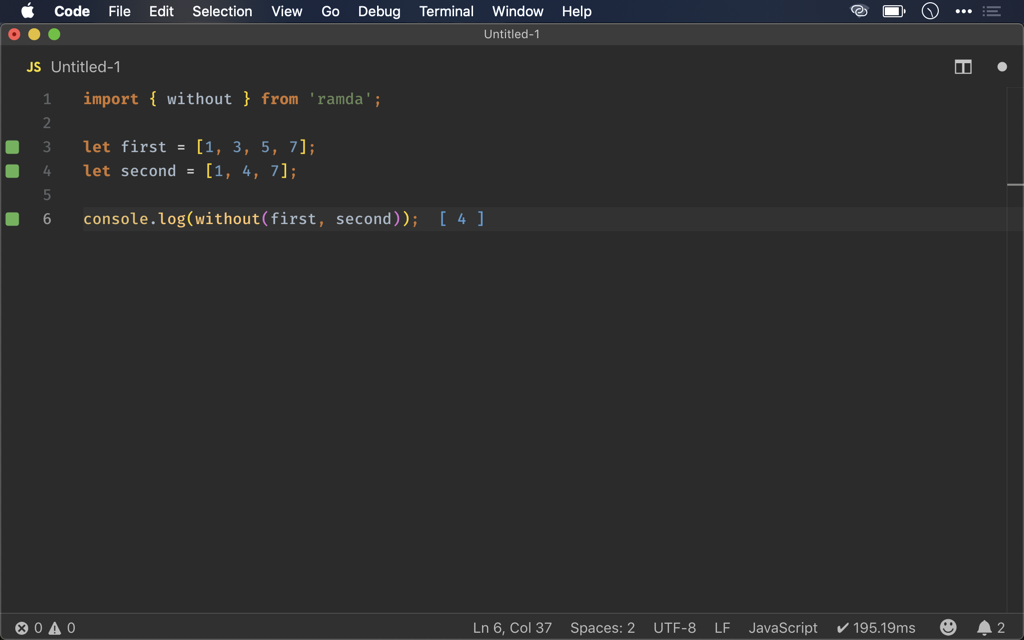 Code File Edit Selection View Go Debug Terminal Window Help
Untitled-1
JS Untitled-1
1 import { without } from 'ramda';
2
3 let first = [1, 3, 5, 7];
4 let second = [1, 4, 7];
5
6 console.log(without(first, second)); [ 4 ]
0 0 Ln 6, Col 37 Spaces: 2 UTF-8 LF JavaScript ✔ 195.19ms 2